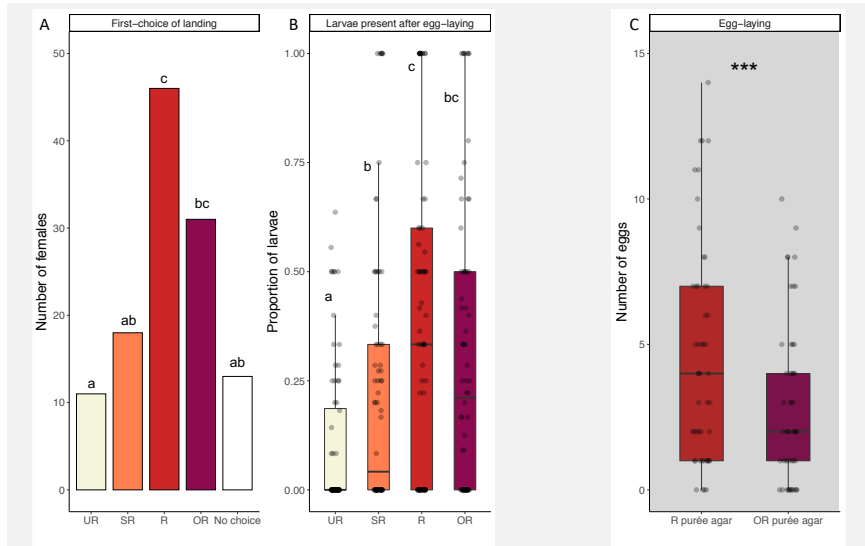 A
First−choice of landing
Number of females
50
40
30
20
10
0
a
ab
c
bc
ab
UR
SR
R
OR
No choice
B
Larvae present after egg−laying
Proportion of larvae
1.00
0.75
0.50
0.25
0.00
a
b
c
bc
UR
SR
R
OR
C
Egg−laying
Number of eggs
15
10
5
0
***
R purée agar
OR purée agar